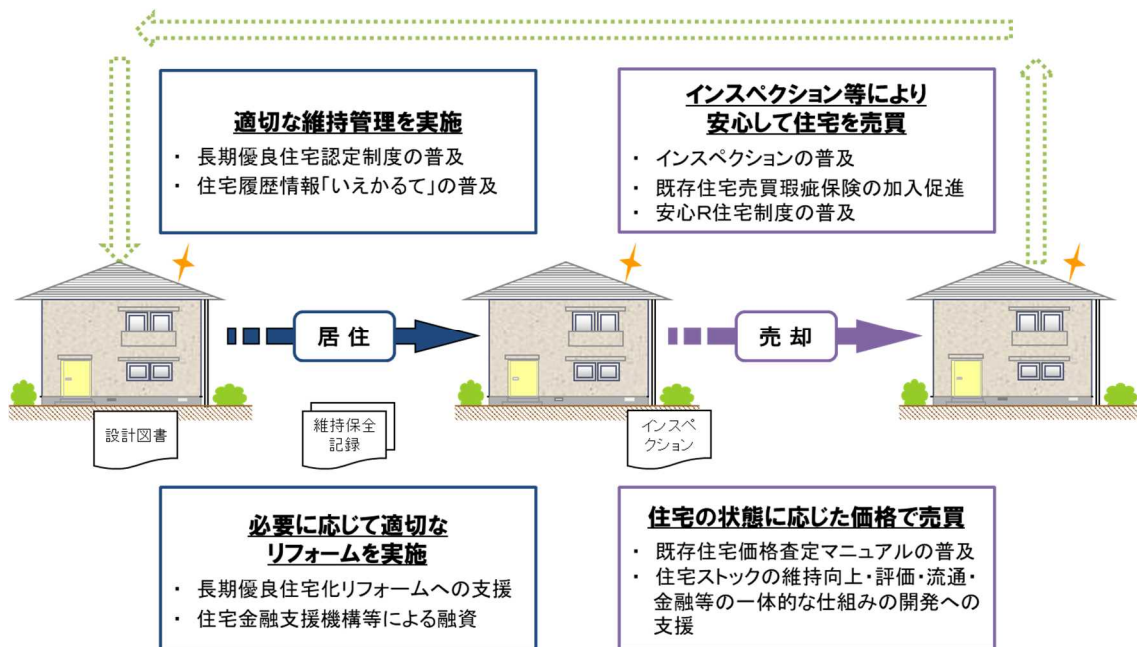 適切な維持管理を実施
・ 長期優良住宅認定制度の普及
・ 住宅履歴情報「いえかるて」の普及
インスペクション等により
安心して住宅を売買
・ インスペクションの普及
・ 既存住宅売買瑕疵保険の加入促進
・ 安心R住宅制度の普及
居住
売却
設計図書
維持保全
記録
インスペ
クション
必要に応じて適切な
リフォームを実施
・ 長期優良住宅化リフォームへの支援
・ 住宅金融支援機構等による融資
住宅の状態に応じた価格で売買
・ 既存住宅価格査定マニュアルの普及
・ 住宅ストックの維持向上・評価・流通・
金融等の一体的な仕組みの開発への
支援